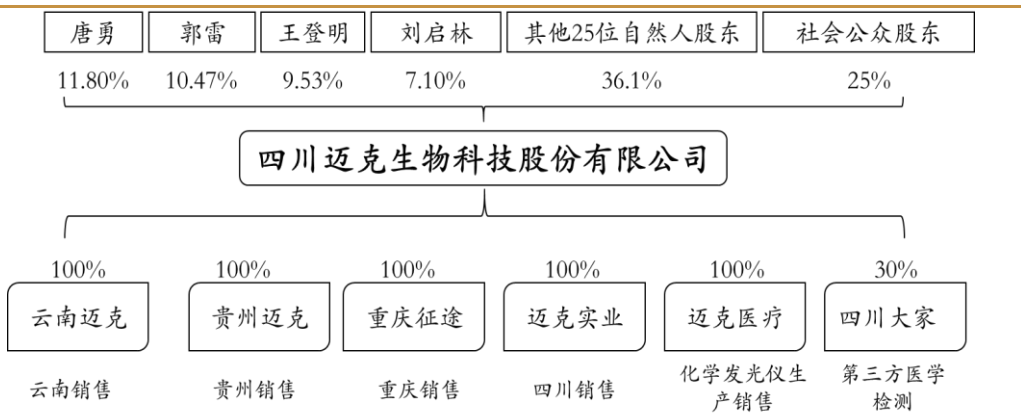 唐勇 郭雷 王登明 刘启林 其他25位自然人股东 社会公众股东
11.80% 10.47% 9.53% 7.10% 36.1% 25%
四川迈克生物科技股份有限公司
100% 100% 100% 100% 100% 30%
云南迈克 贵州迈克 重庆征途 迈克实业 迈克医疗 四川大家
云南销售 贵州销售 重庆销售 四川销售 化学发光仪生 第三方医学
产销售 检测